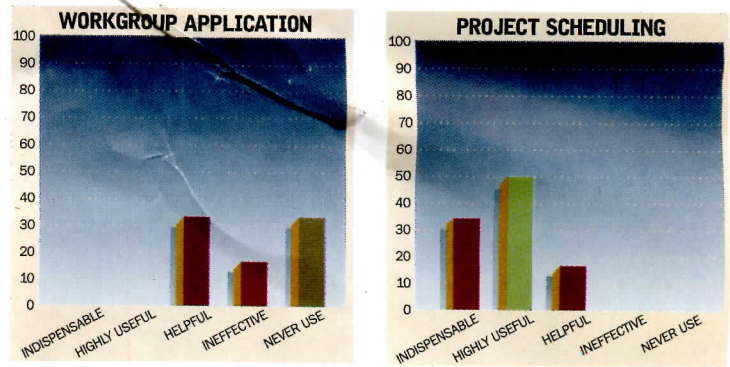 WORKGROUP APPLICATION
100
90
80
70
60
50
40
30
20
10
0
INDISPENSABLE
HIGHLY USEFUL
HELPFUL
INEFFECTIVE
NEVER USE
PROJECT SCHEDULING
100
90
80
70
60
50
40
30
20
10
0
INDISPENSABLE
HIGHLY USEFUL
HELPFUL
INEFFECTIVE
NEVER USE